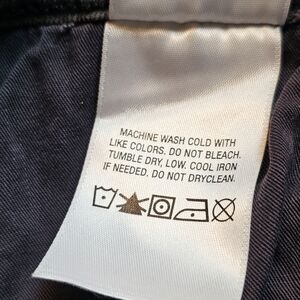 MACHINE WASH COLD WITH
LIKE COLORS. DO NOT BLEACH.
TUMBLE DRY, LOW. COOL IRON
IF NEEDED. DO NOT DRYCLEAN.